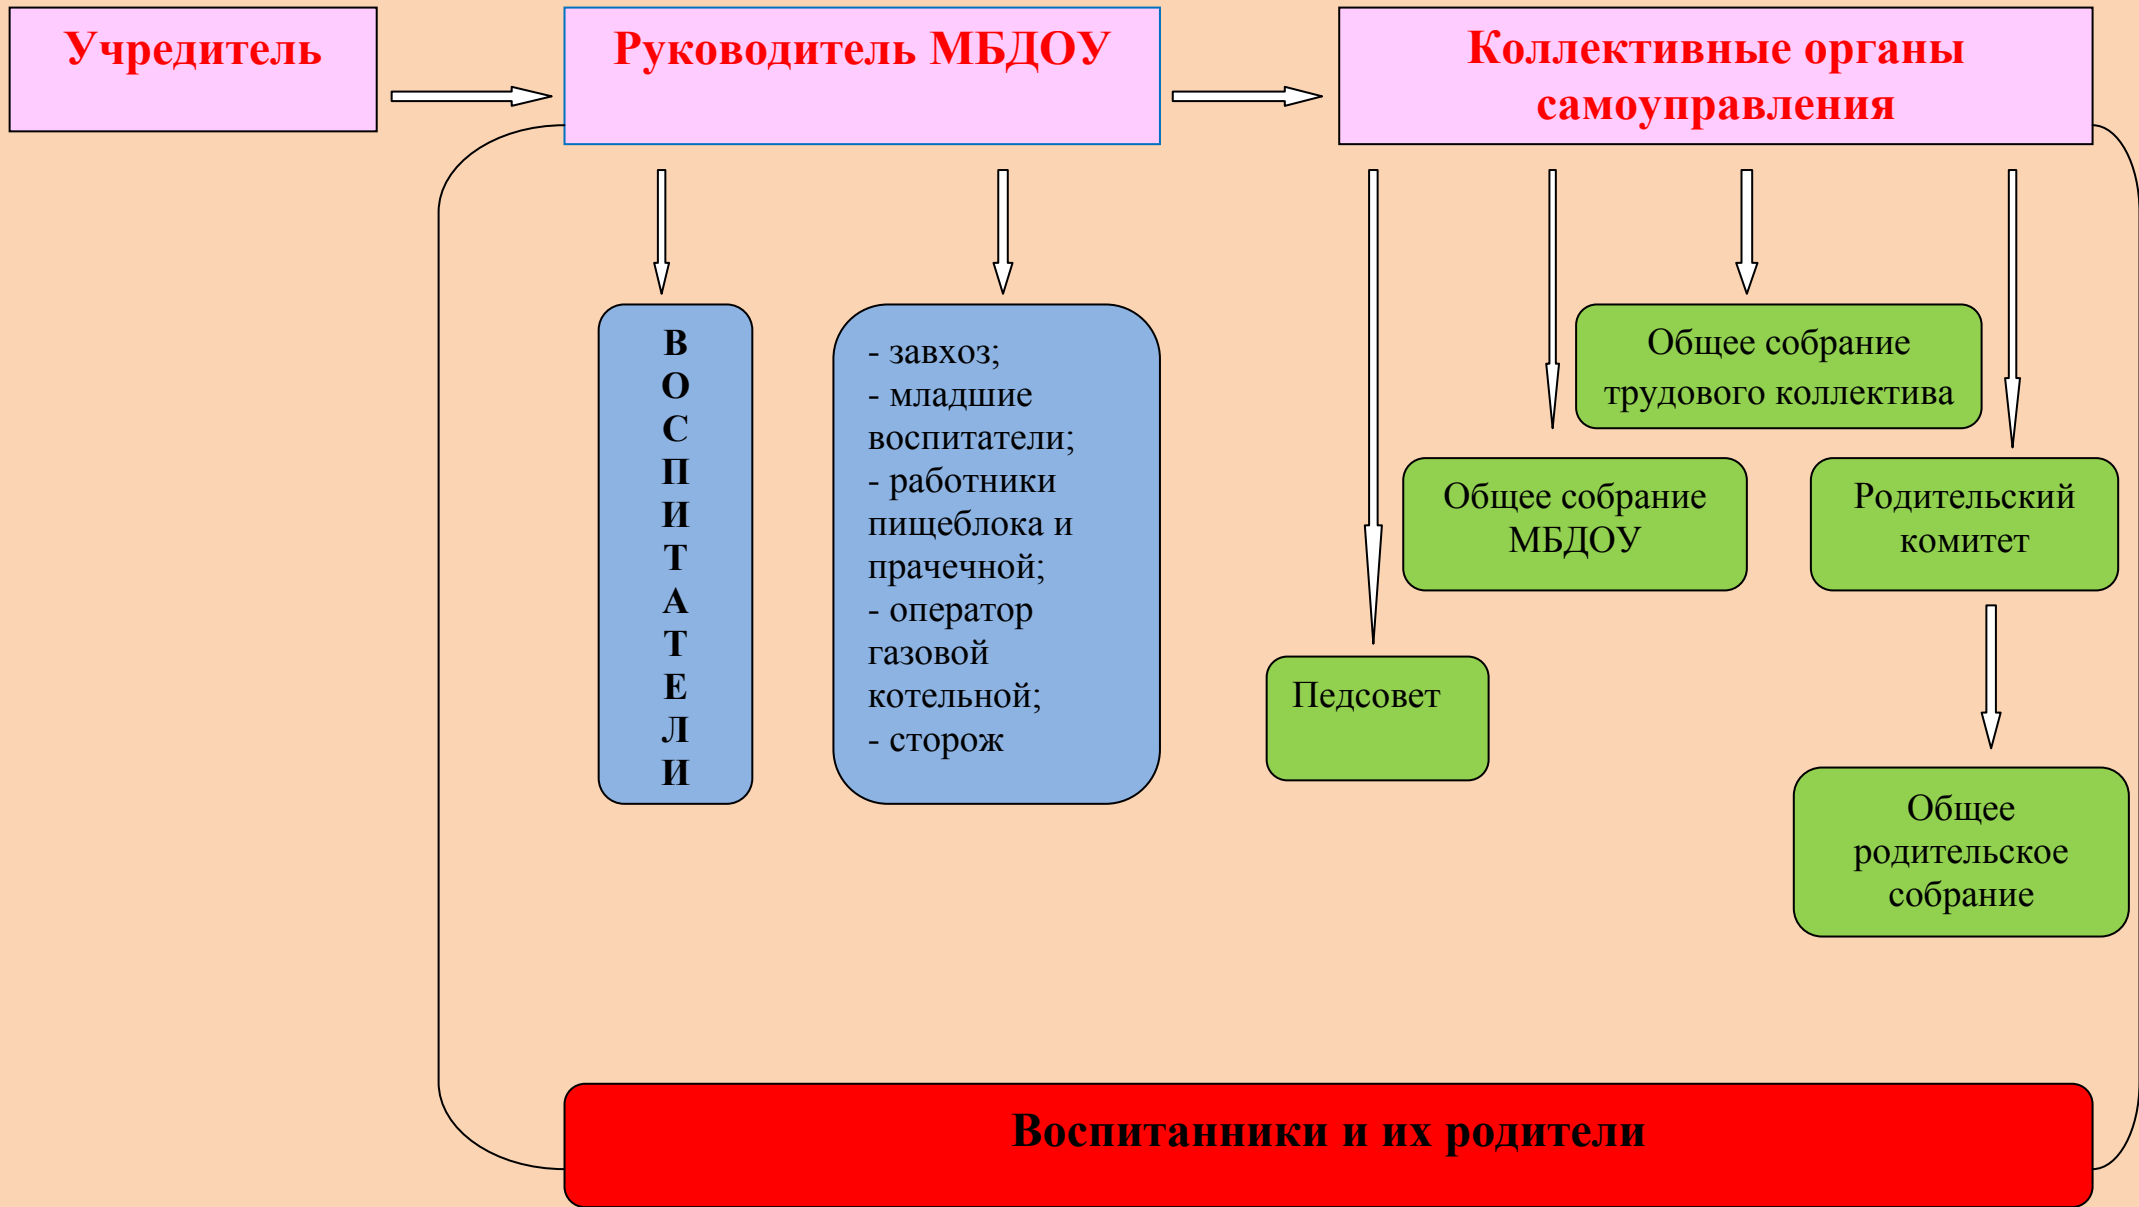 Учредитель
Руководитель МБДОУ
Коллективные органы
самоуправления
В
О
С
П
И
Т
А
Т
Е
Л
И
- завхоз;
- младшие
воспитатели;
- работники
пищеблока и
прачечной;
- оператор
газовой
котельной;
- сторож
Общее собрание
трудового коллектива
Общее собрание
МБДОУ
Родительский
комитет
Педсовет
Общее
родительское
собрание
Воспитанники и их родители